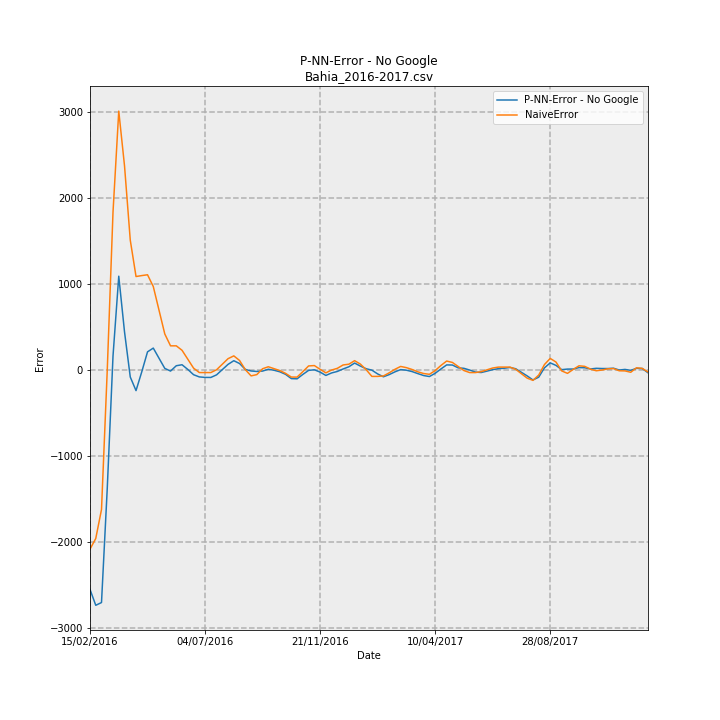 P-NN-Error - No Google
Bahia_2016-2017.csv
P-NN-Error - No Google
NaiveError
3000
2000
1000
0
−1000
−2000
−3000
Error
15/02/2016 04/07/2016 21/11/2016 10/04/2017 28/08/2017
Date